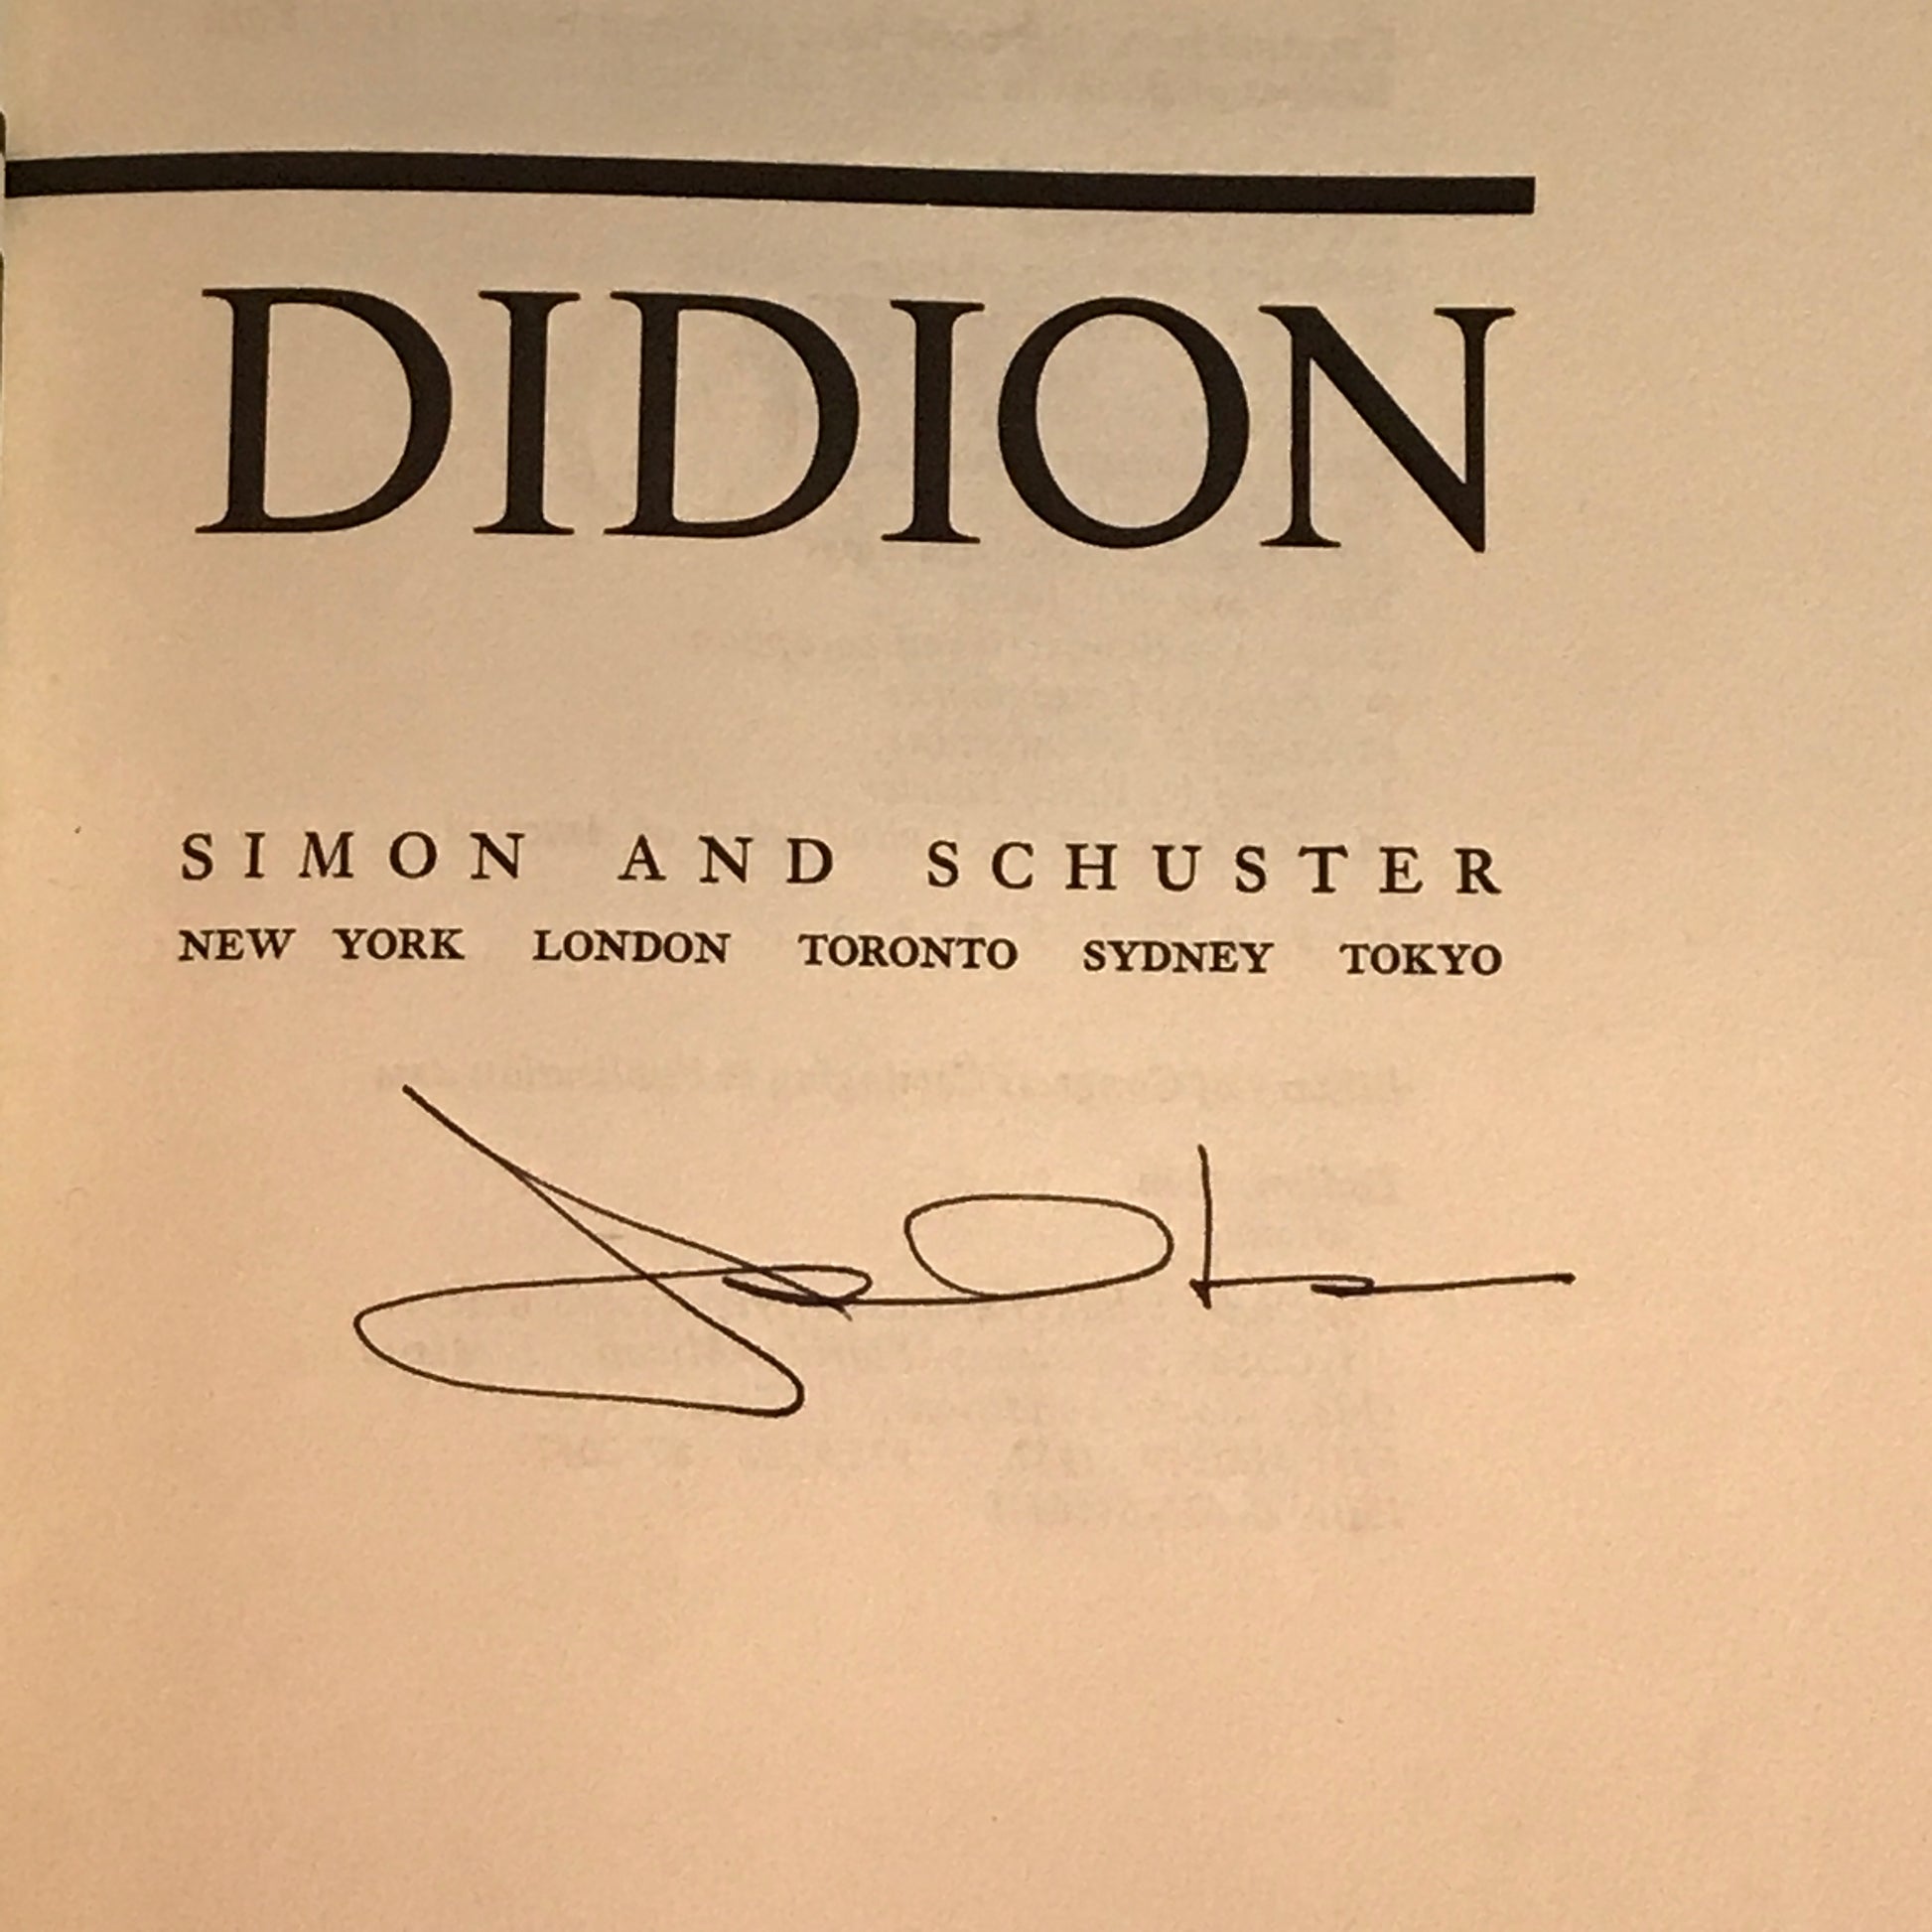 DIDION
SIMON AND SCHUSTER
NEW YORK LONDON TORONTO SYDNEY TOKYO